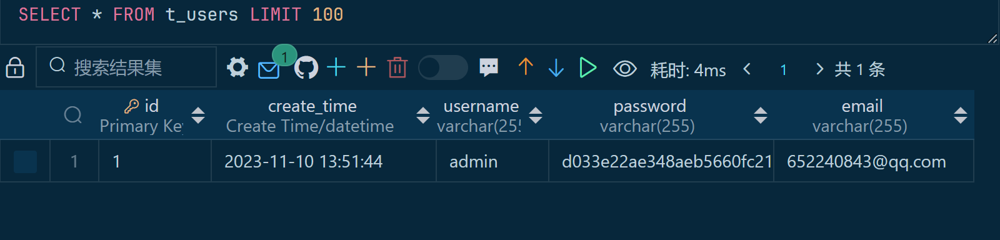 SELECT * FROM t_users LIMIT 100
搜索结果集 1 耗时: 4ms 1 共 1 条
id create_time username password email
Primary Key Create Time/datetime varchar(255 varchar(255) varchar(255)
1 1 2023-11-10 13:51:44 admin d033e22ae348aeb5660fc21 652240843@qq.com